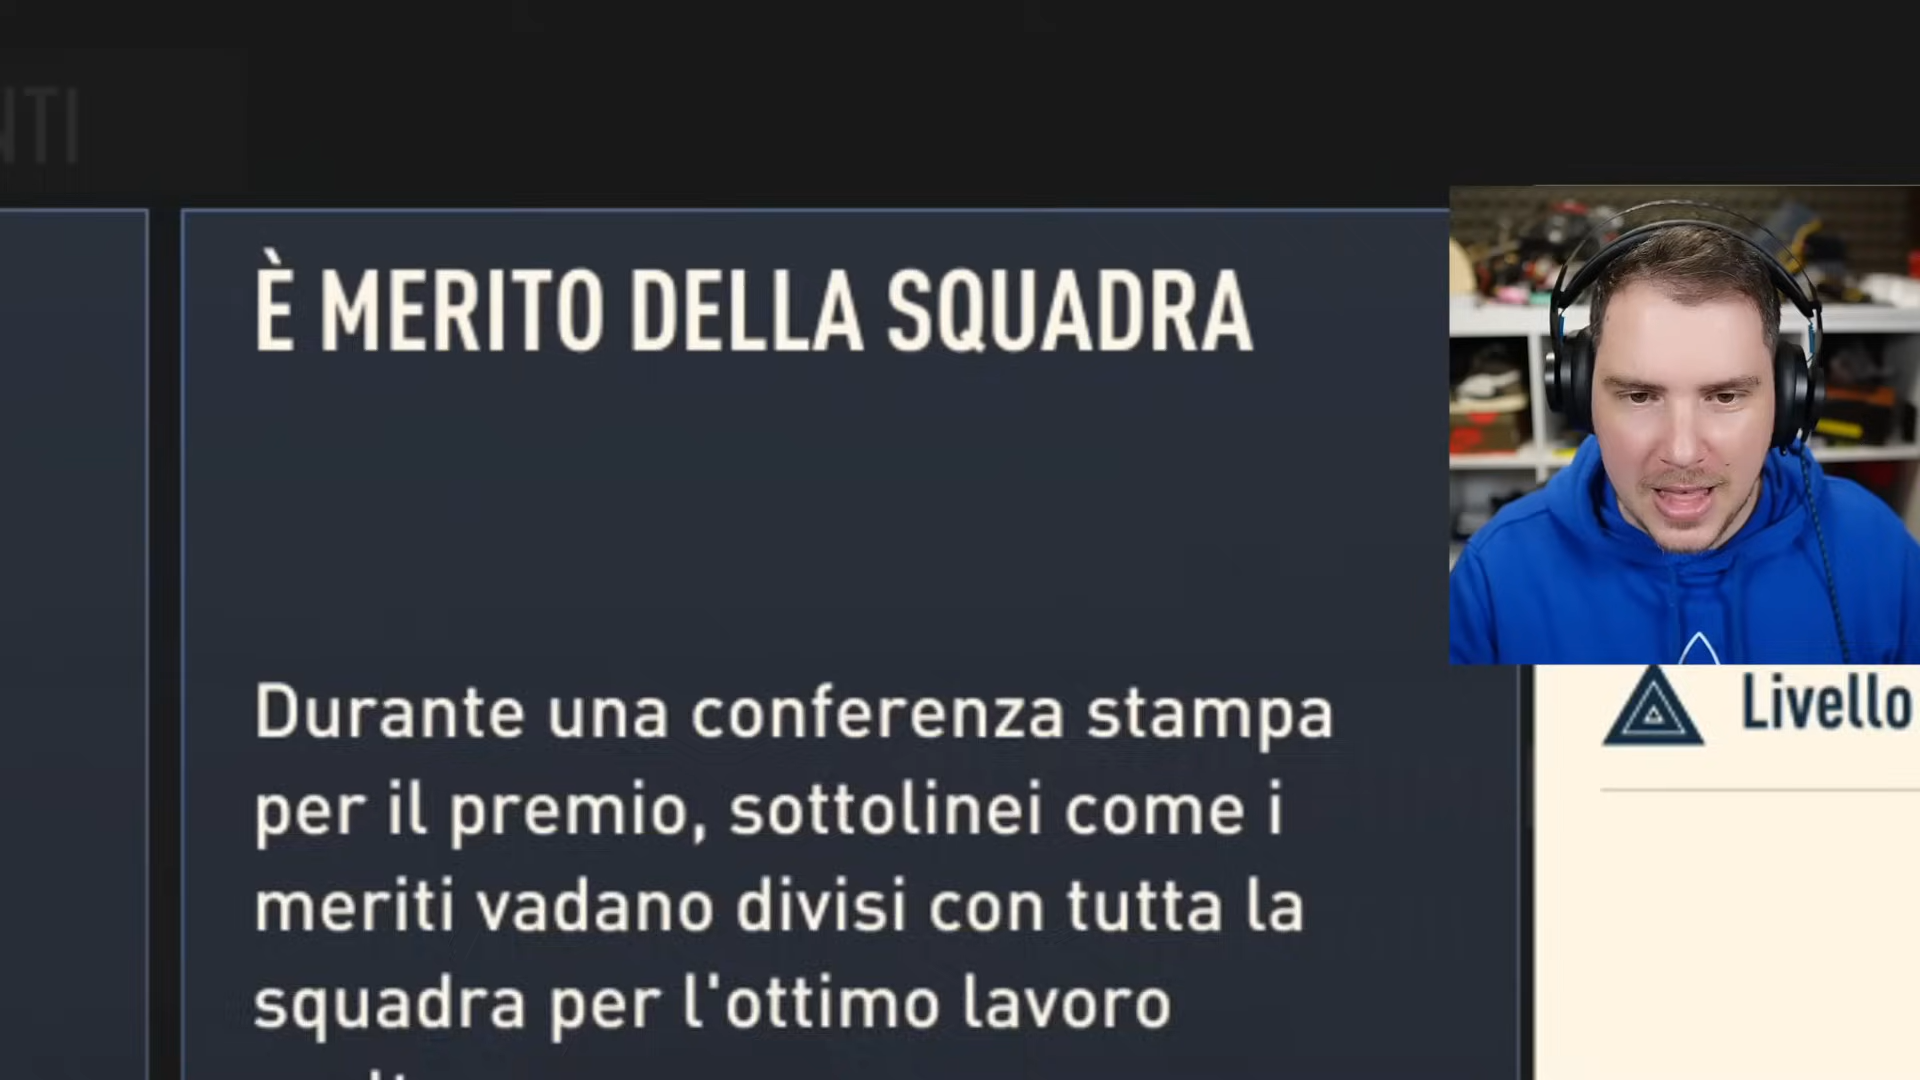 NTI
È MERITO DELLA SQUADRA
Durante una conferenza stampa
per il premio, sottolinei come i
meriti vadano divisi con tutta la
squadra per l'ottimo lavoro
Livello